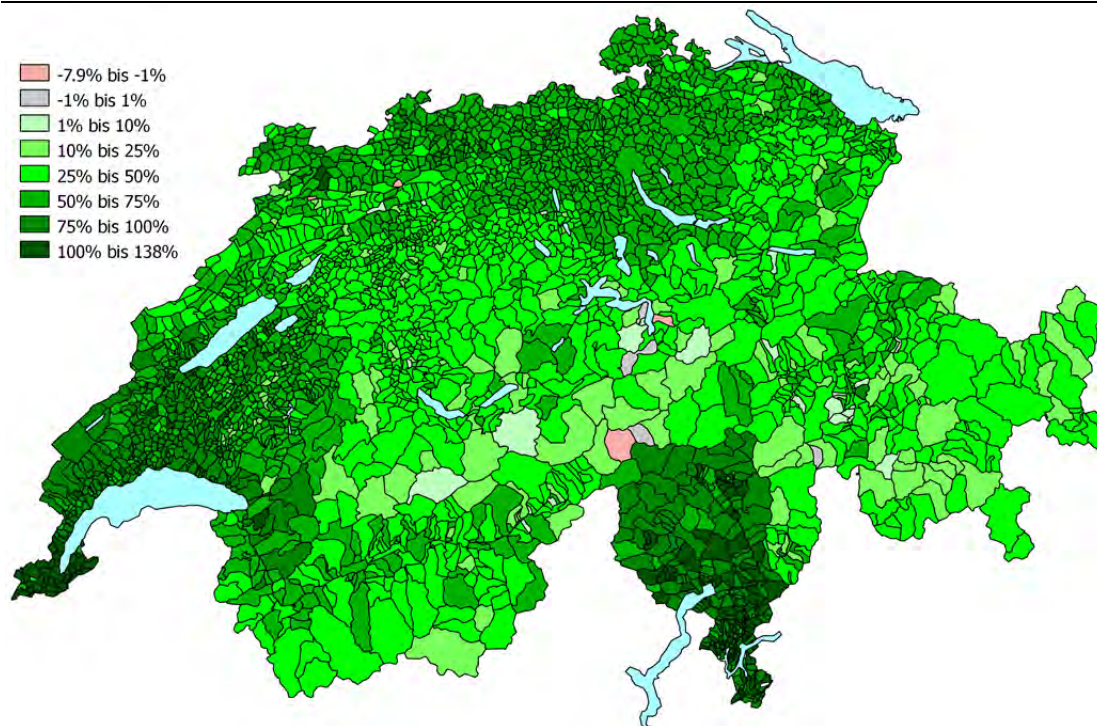 -7.9% bis -1%
-1% bis 1%
1% bis 10%
10% bis 25%
25% bis 50%
50% bis 75%
75% bis 100%
100% bis 138%